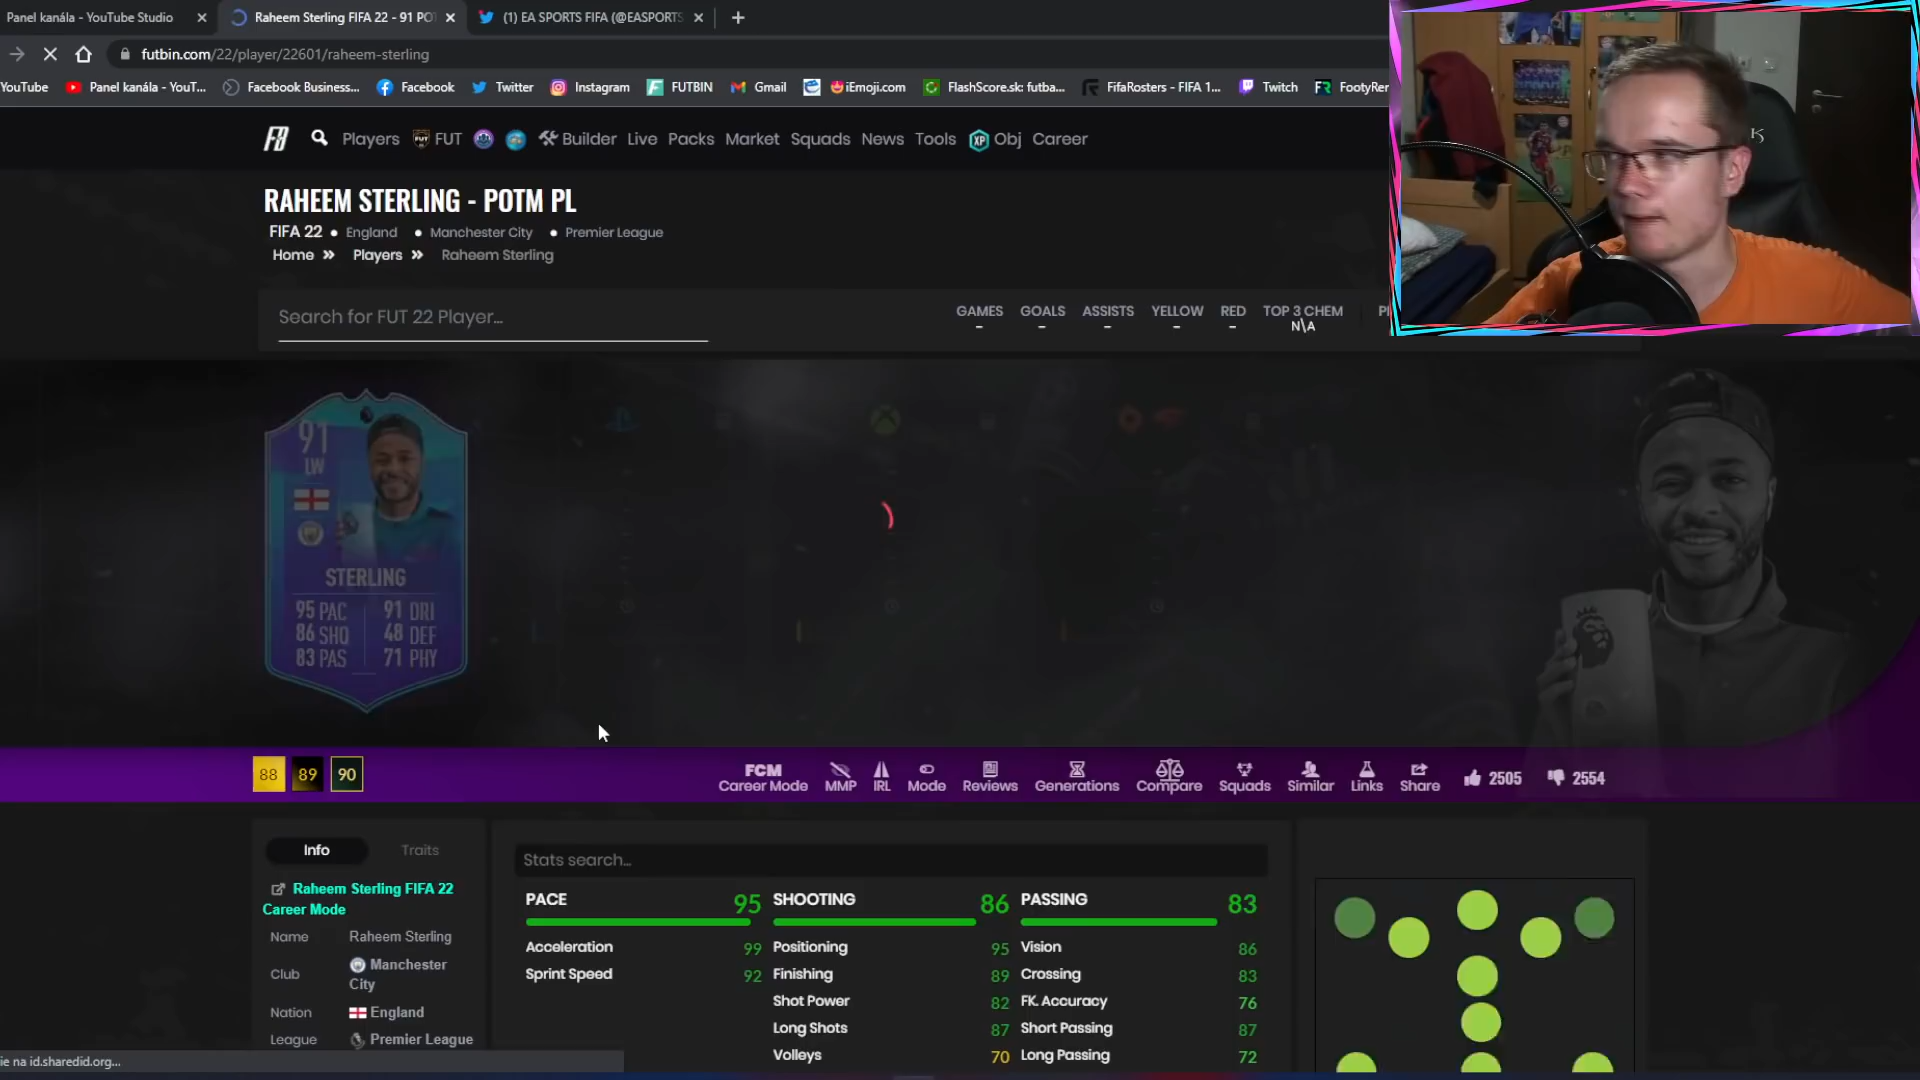 Panel kanála - YouTube Studio
Raheem Sterling FIFA 22 - 91 PO
(1) EA SPORTS FIFA (@EASPORTS
futbin.com/22/player/22601/raheem-sterling
YouTube
Panel kanála - YouT...
Facebook Business...
Facebook
Twitter
Instagram
FUTBIN
Gmail
iEmoji.com
FlashScore.sk: futba...
FifaRosters - FIFA 1...
Twitch
FootyRer
Players
FUT
Builder
Live
Packs
Market
Squads
News
Tools
Obj
Career
RAHEEM STERLING - POTM PL
FIFA 22 • England • Manchester City • Premier League
Home » Players » Raheem Sterling
Search for FUT 22 Player...
GAMES GOALS ASSISTS YELLOW RED TOP 3 CHEM
- - - - - N\A
91
LW
STERLING
95 PAC 91 DRI
86 SHO 48 DEF
83 PAS 71 PHY
88 89 90
FCM
Career Mode MMP IRL Mode Reviews Generations Compare Squads Similar Links Share 2505 2554
Info Traits
Raheem Sterling FIFA 22
Career Mode
Name Raheem Sterling
Club Manchester
City
Nation England
League Premier League
Stats search...
PACE 95 SHOOTING 86 PASSING 83
Acceleration 99 Positioning 95 Vision 86
Sprint Speed 92 Finishing 89 Crossing 83
Shot Power 82 FK. Accuracy 76
Long Shots 87 Short Passing 87
Volleys 70 Long Passing 72
ie na id.sharedid.org...